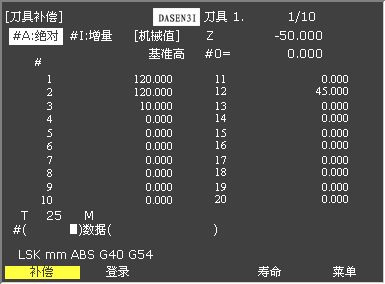 [刀具补偿] DASEN3I 刀具 1. 1/10
#A:绝对 #I:增量 [机械值] Z -50.000
基准高 #0= 0.000
#
1 120.000 11 0.000
2 120.000 12 45.000
3 10.000 13 0.000
4 0.000 14 0.000
5 0.000 15 0.000
6 0.000 16 0.000
7 0.000 17 0.000
8 0.000 18 0.000
9 0.000 19 0.000
10 0.000 20 0.000
T 25 M
#( )数据( )
LSK mm ABS G40 G54
补偿 登录 寿命 菜单